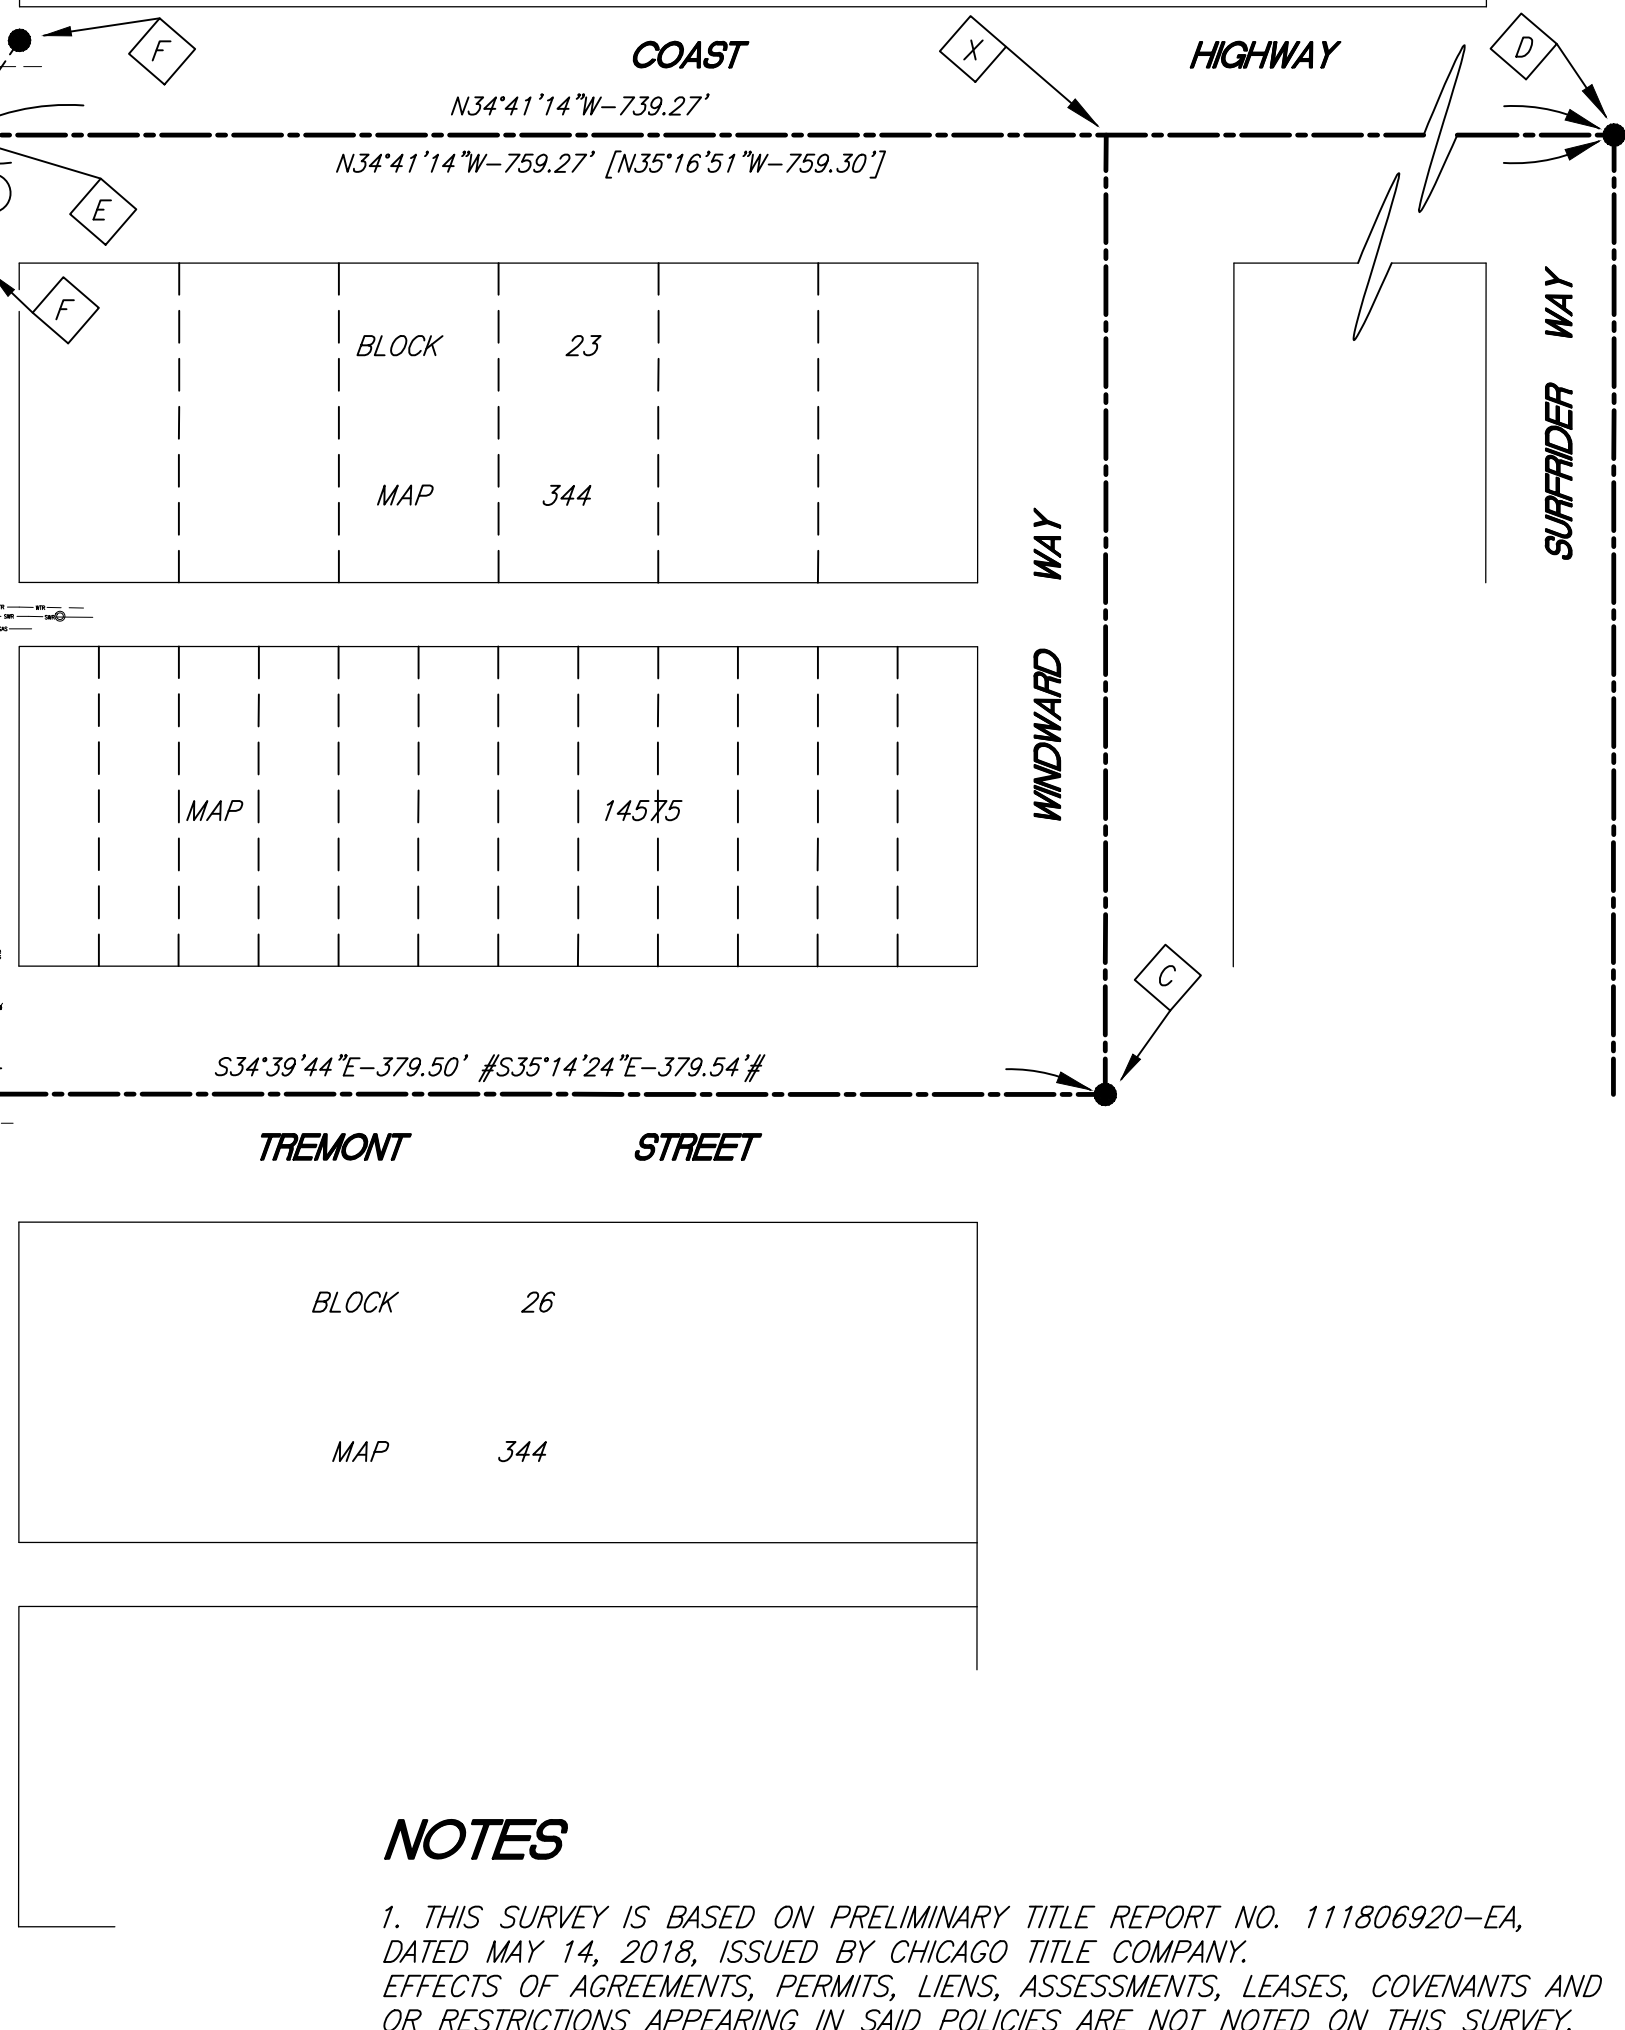 F
COAST
X
HIGHWAY
D
N34°41'14"W-739.27'
N34°41'14"W-759.27' [N35°16'51"W-759.30']
E
F
BLOCK 23
MAP 344
SURFRIDER WAY
WINDWARD WAY
WTR
SWR SWR
MAP 14575
C
S34°39'44"E-379.50' #S35°14'24"E-379.54'#
TREMONT STREET
BLOCK 26
MAP 344
NOTES
1. THIS SURVEY IS BASED ON PRELIMINARY TITLE REPORT NO. 111806920-EA,
DATED MAY 14, 2018, ISSUED BY CHICAGO TITLE COMPANY.
EFFECTS OF AGREEMENTS, PERMITS, LIENS, ASSESSMENTS, LEASES, COVENANTS AND
OR RESTRICTIONS APPEARING IN SAID POLICIES ARE NOT NOTED ON THIS SURVEY.